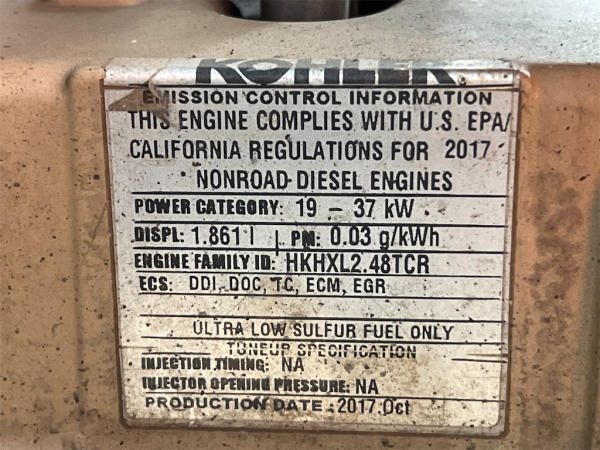 KOHLER®
EMISSION CONTROL INFORMATION
THIS ENGINE COMPLIES WITH U.S. EPA/
CALIFORNIA REGULATIONS FOR 2017
NONROAD DIESEL ENGINES
POWER CATEGORY: 19 - 37 kW
DISPL: 1.861 l | PM: 0.03 g/kWh
ENGINE FAMILY ID: HKHXL2.48TCR
ECS: DDI, DOC, TC, ECM, EGR
ULTRA LOW SULFUR FUEL ONLY
TUNEUP SPECIFICATION
INJECTION TIMING: NA
INJECTOR OPENING PRESSURE: NA
PRODUCTION DATE: 2017.Oct